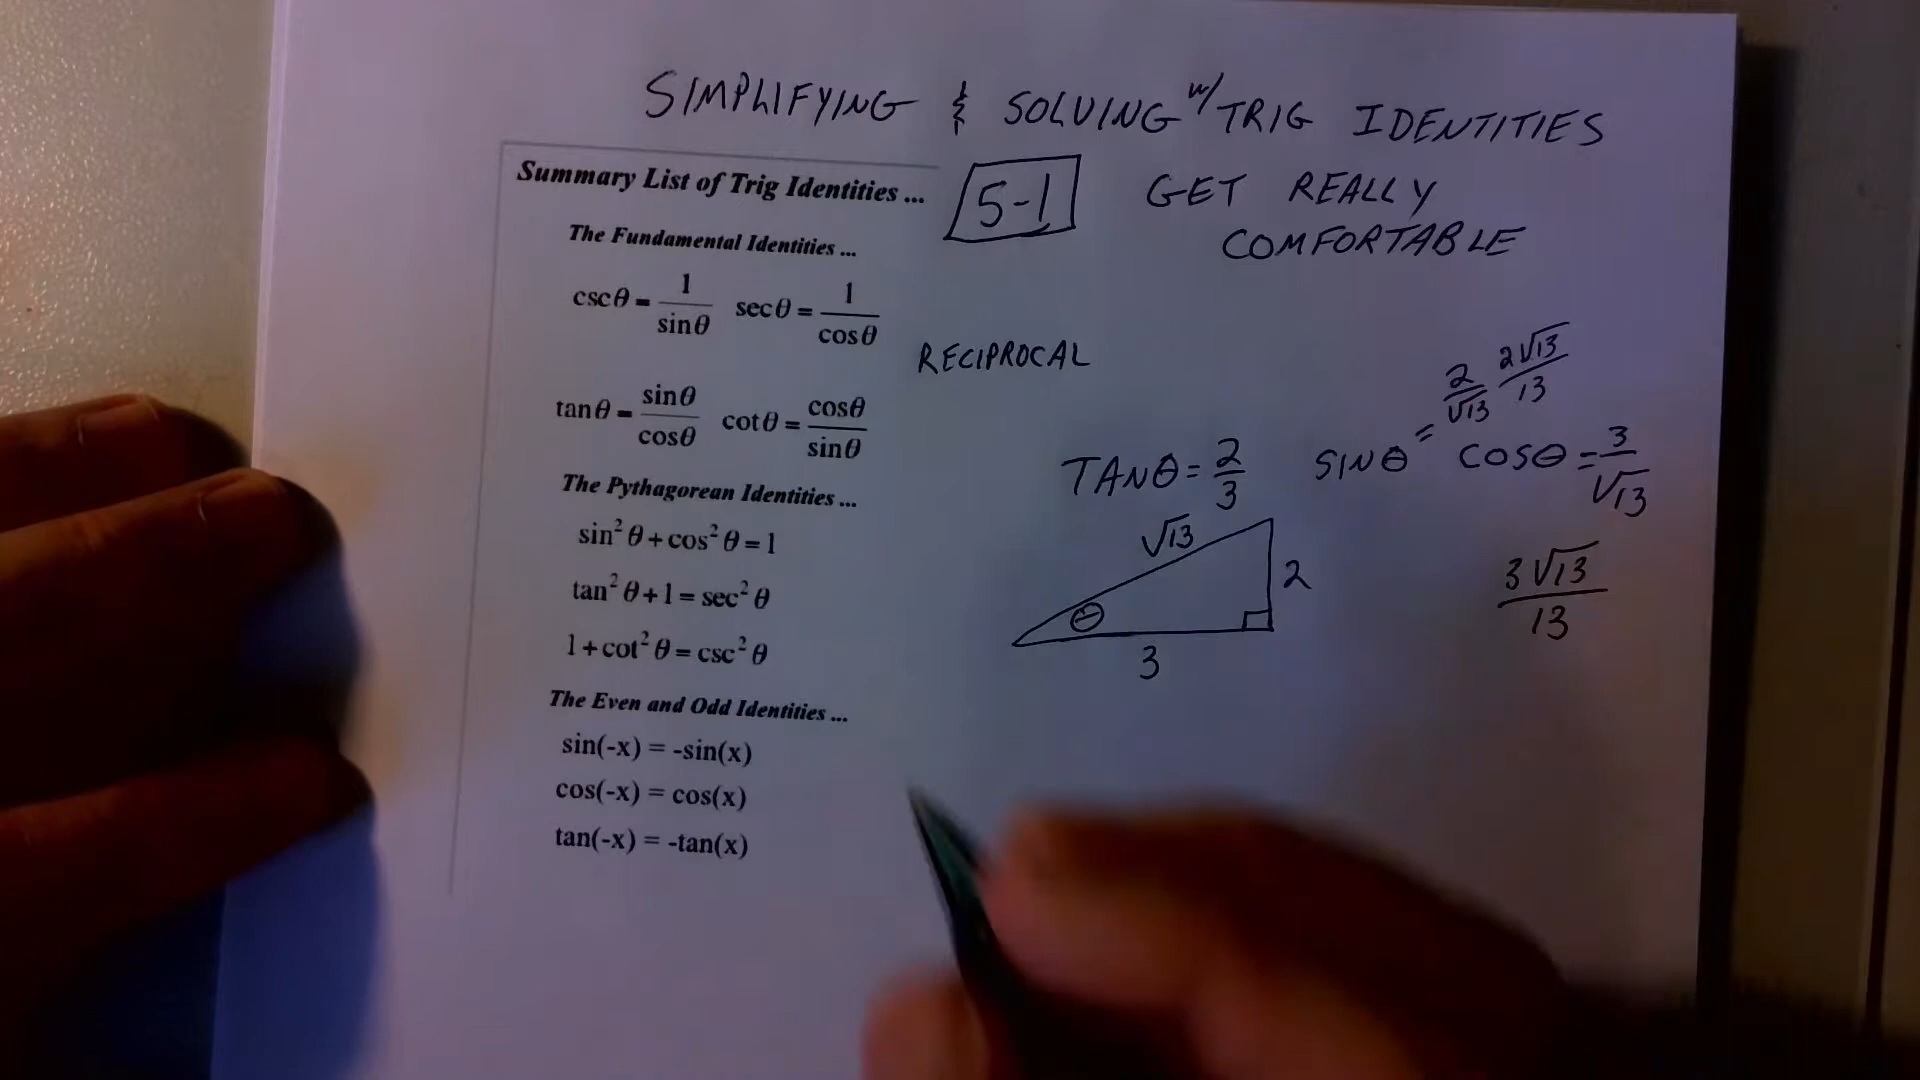 SIMPLIFYING & SOLVING w/ TRIG IDENTITIES
Summary List of Trig Identities ...
5-1
GET REALLY
COMFORTABLE
The Fundamental Identities ...
cscθ = 1/sinθ secθ = 1/cosθ
RECIPROCAL
tanθ = sinθ/cosθ cotθ = cosθ/sinθ
The Pythagorean Identities ...
sin²θ + cos²θ = 1
tan²θ + 1 = sec²θ
1 + cot²θ = csc²θ
The Even and Odd Identities ...
sin(-x) = -sin(x)
cos(-x) = cos(x)
tan(-x) = -tan(x)
TANθ = 2/3
SINθ = 2/√13 2√13/13
COSθ = 3/√13
3√13/13
√13
2
θ
3